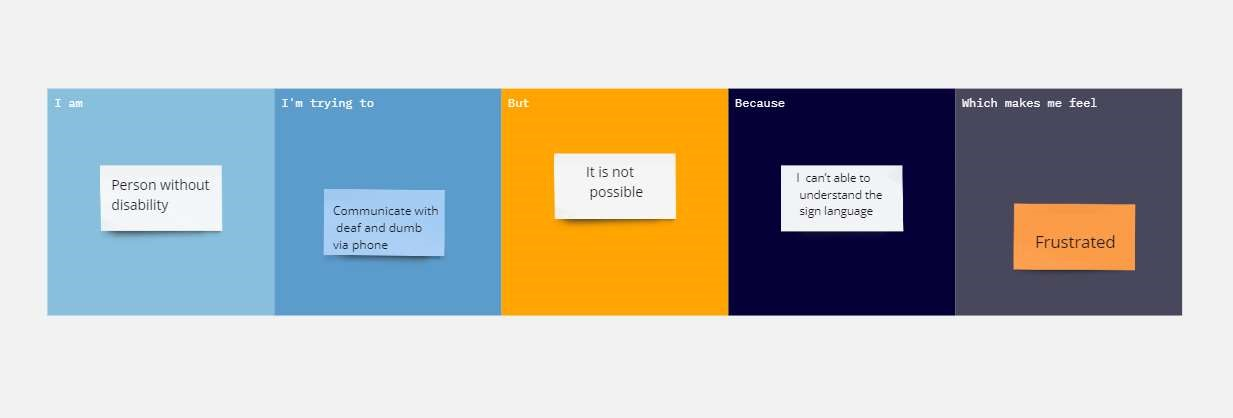 I am
Person without
disability
I'm trying to
Communicate with
deaf and dumb
via phone
But
It is not
possible
Because
I can't able to
understand the
sign language
Which makes me feel
Frustrated